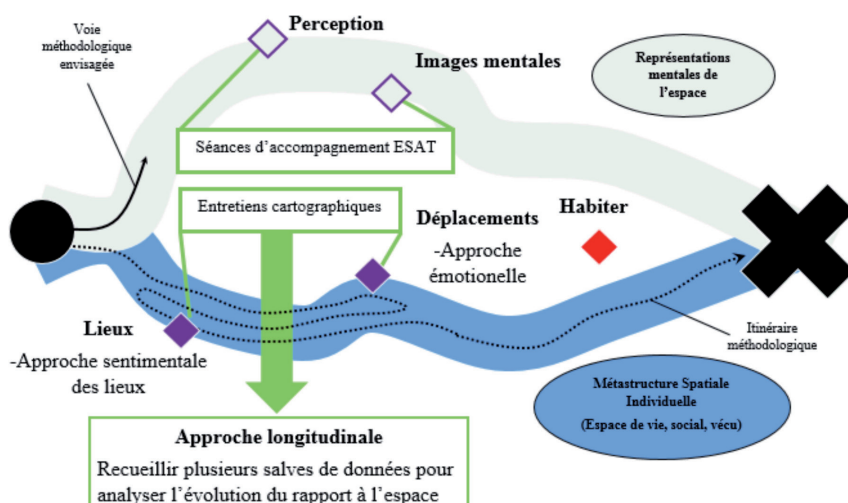 Voie
méthodologique
envisagée
Perception
Images mentales
Représentations
mentales de
l'espace
Séances d'accompagnement ESAT
Entretiens cartographiques
Déplacements
-Approche
émotionelle
Habiter
Lieux
-Approche sentimentale
des lieux
Itinéraire
méthodologique
Métastructure Spatiale
Individuelle
(Espace de vie, social, vécu)
Approche longitudinale
Recueillir plusieurs salves de données pour
analyser l'évolution du rapport à l'espace